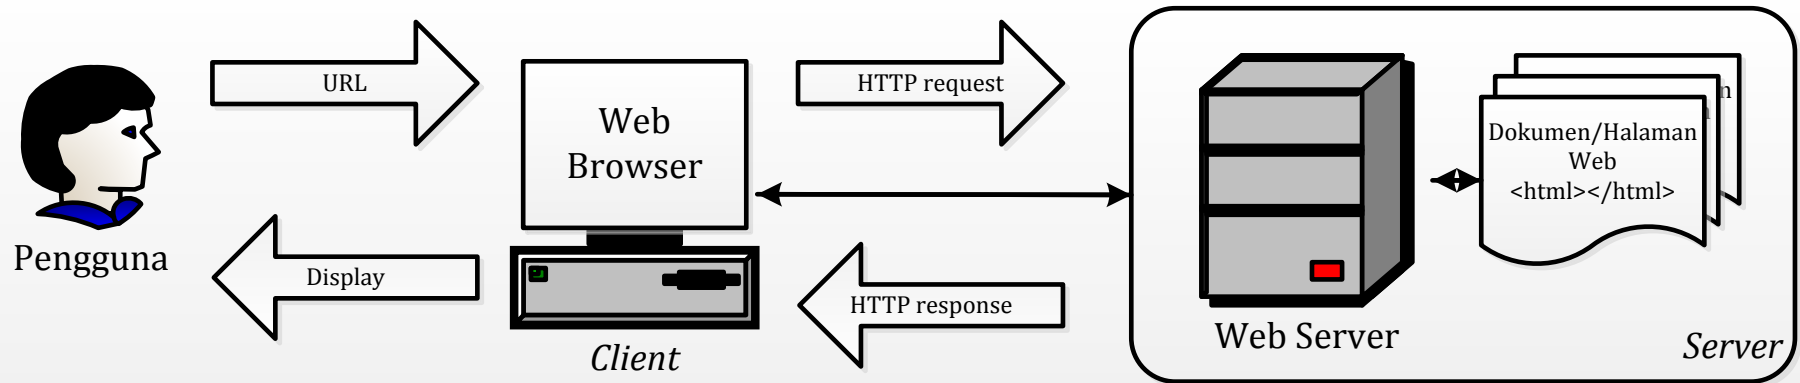 URL
HTTP request
Web
Browser
Dokumen/Halaman
Web
<html></html>
Pengguna
Display
HTTP response
Client
Web Server
Server